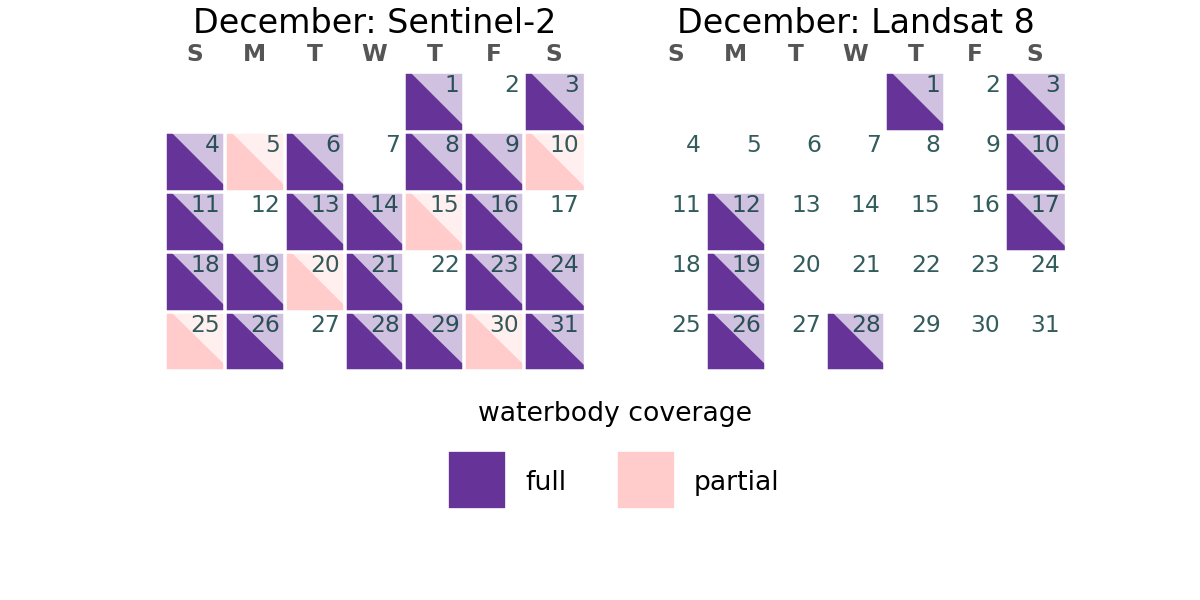 December: Sentinel-2
S M T W T F S
1 2 3
4 5 6 7 8 9 10
11 12 13 14 15 16 17
18 19 20 21 22 23 24
25 26 27 28 29 30 31
December: Landsat 8
S M T W T F S
1 2 3
4 5 6 7 8 9 10
11 12 13 14 15 16 17
18 19 20 21 22 23 24
25 26 27 28 29 30 31
waterbody coverage
full partial